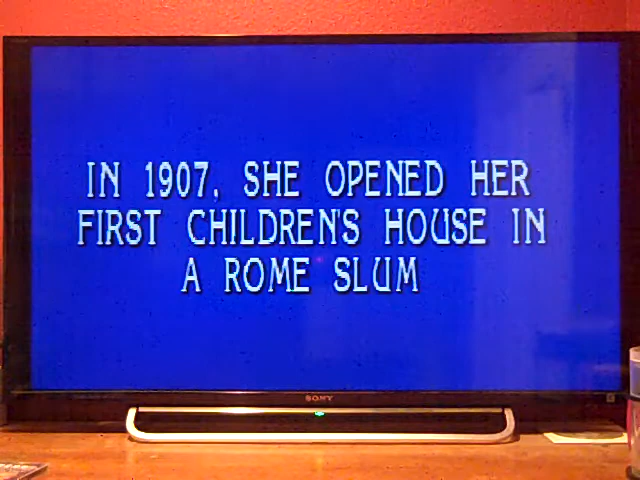 IN 1907, SHE OPENED HER
FIRST CHILDREN'S HOUSE IN
A ROME SLUM
SONY